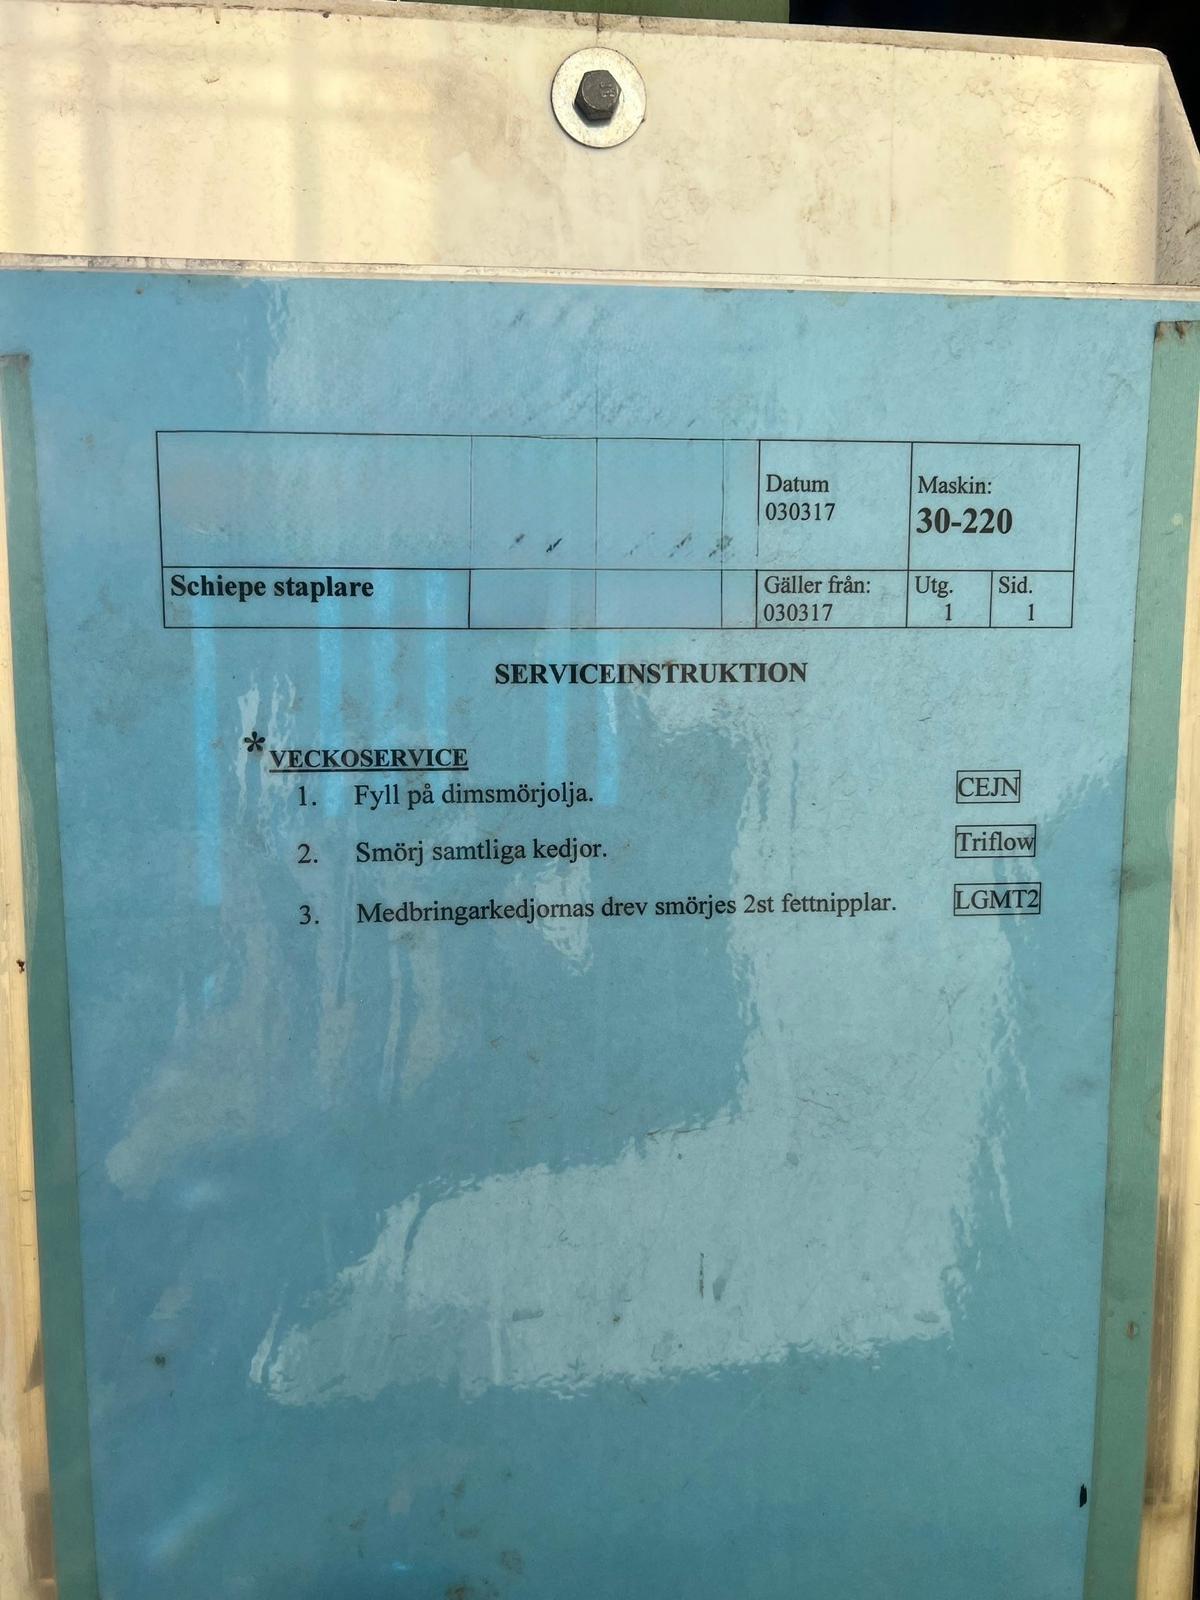 Datum
030317
Maskin:
30-220
Schiepe staplare
Gäller från:
030317
Utg.
1
Sid.
1
SERVICEINSTRUKTION
*VECKOSERVICE
1. Fyll på dimsmörjolja. CEJN
2. Smörj samtliga kedjor. Triflow
3. Medbringarkedjornas drev smörjes 2st fettnipplar. LGMT2